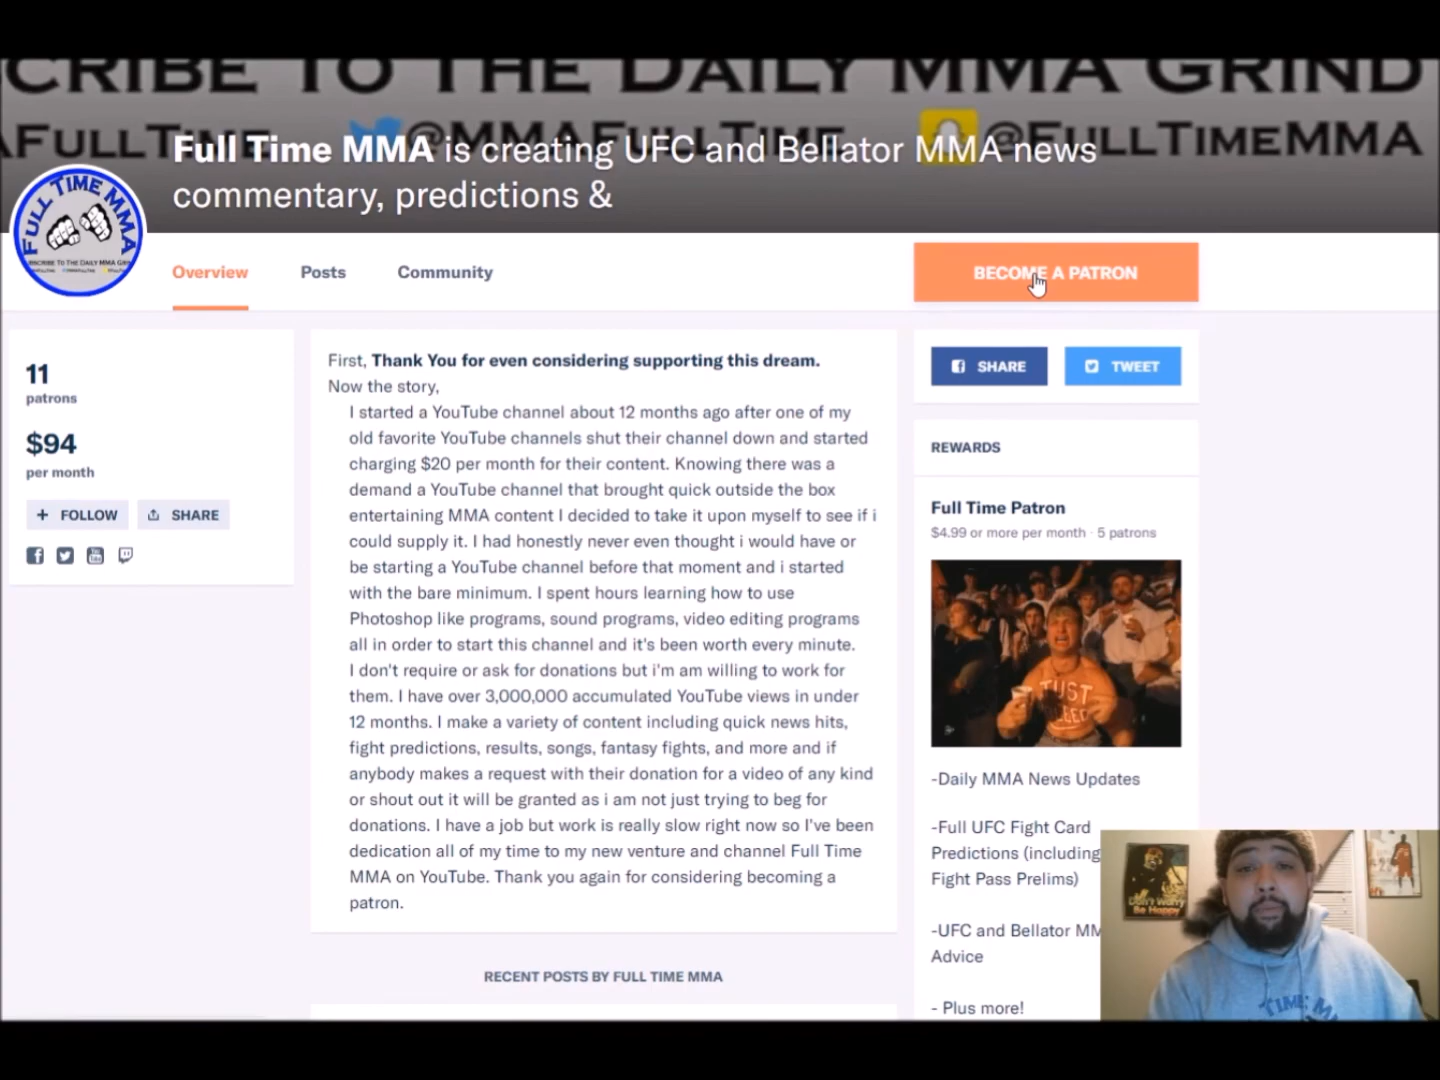 CRIBE TO THE DAILY MMA GRIND
AFULLTIME @MMAFULLTIME @FULLTIMEMMA
Full Time MMA is creating UFC and Bellator MMA news
commentary, predictions &
FULL TIME MMA
Overview
Posts
Community
BECOME A PATRON
11
patrons
$94
per month
+ FOLLOW
SHARE
First, Thank You for even considering supporting this dream.
Now the story,
I started a YouTube channel about 12 months ago after one of my
old favorite YouTube channels shut their channel down and started
charging $20 per month for their content. Knowing there was a
demand a YouTube channel that brought quick outside the box
entertaining MMA content I decided to take it upon myself to see if i
could supply it. I had honestly never even thought i would have or
be starting a YouTube channel before that moment and i started
with the bare minimum. I spent hours learning how to use
Photoshop like programs, sound programs, video editing programs
all in order to start this channel and it's been worth every minute.
I don't require or ask for donations but i'm am willing to work for
them. I have over 3,000,000 accumulated YouTube views in under
12 months. I make a variety of content including quick news hits,
fight predictions, results, songs, fantasy fights, and more and if
anybody makes a request with their donation for a video of any kind
or shout out it will be granted as i am not just trying to beg for
donations. I have a job but work is really slow right now so I've been
dedication all of my time to my new venture and channel Full Time
MMA on YouTube. Thank you again for considering becoming a
patron.
RECENT POSTS BY FULL TIME MMA
SHARE
TWEET
REWARDS
Full Time Patron
$4.99 or more per month · 5 patrons
JUST
-Daily MMA News Updates
-Full UFC Fight Card
Predictions (including
Fight Pass Prelims)
-UFC and Bellator MM
Advice
- Plus more!
Don't Worry
Be Happy
TIME M